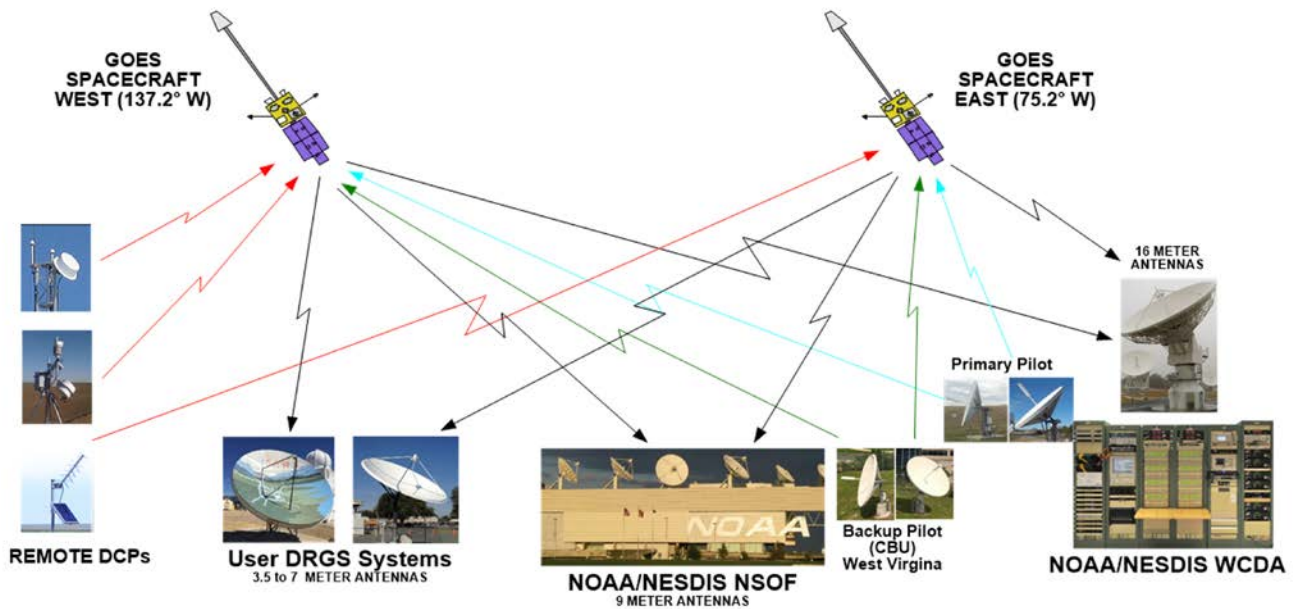 GOES
SPACECRAFT
WEST (137.2° W)
GOES
SPACECRAFT
EAST (75.2° W)
16 METER
ANTENNAS
Primary Pilot
REMOTE DCPs
User DRGS Systems
3.5 to 7 METER ANTENNAS
NOAA
NOAA/NESDIS NSOF
9 METER ANTENNAS
Backup Pilot
(CBU)
West Virgina
NOAA/NESDIS WCDA